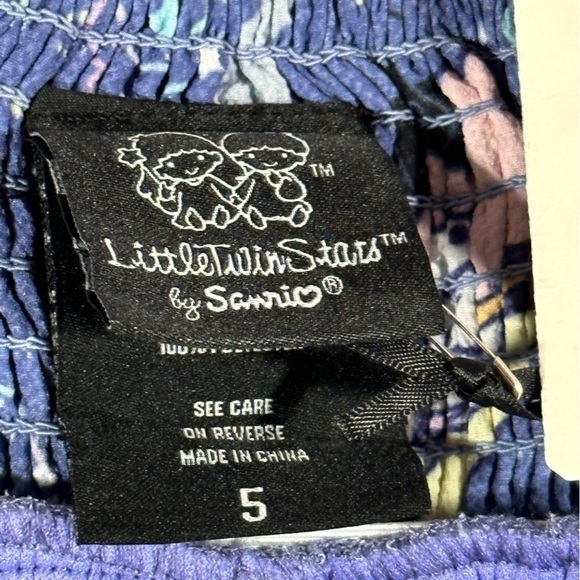 TM
LittleTwinStars™
by Sanrio®
SEE CARE
ON REVERSE
MADE IN CHINA
5